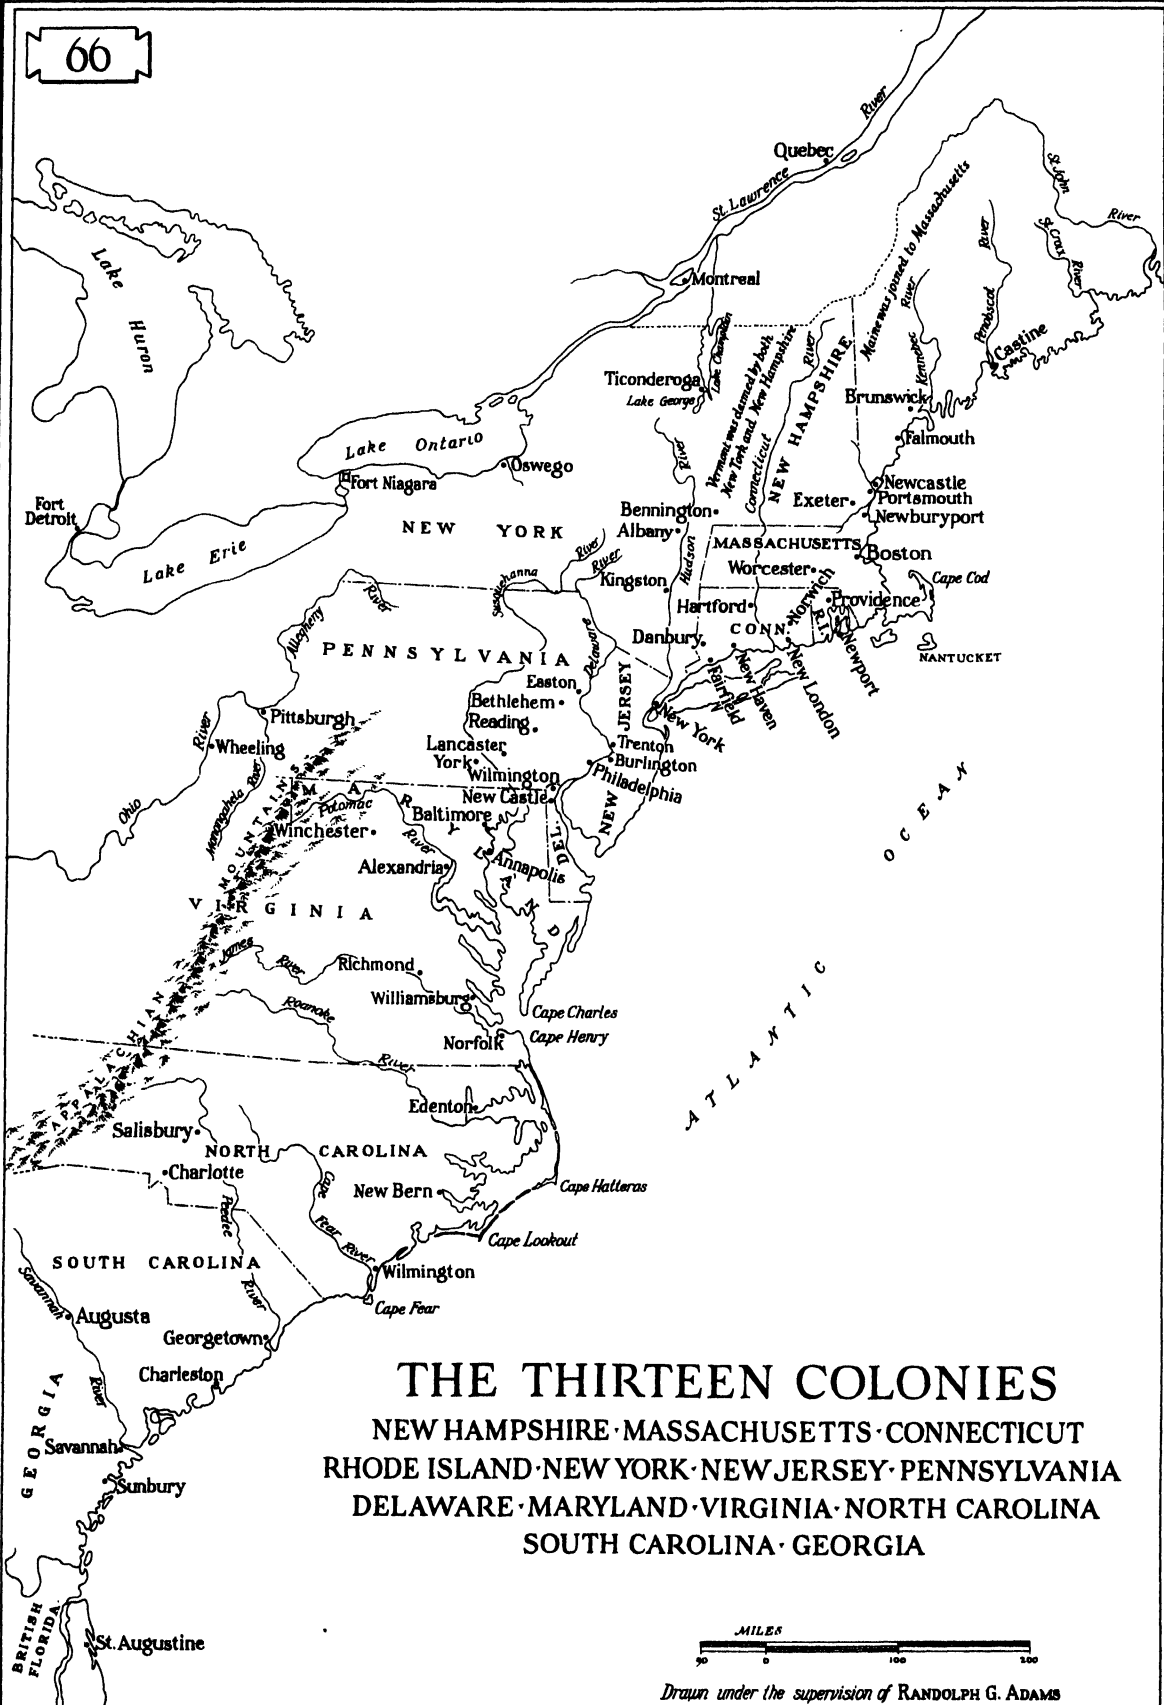 66
Quebec
St. Lawrence River
Montreal
St. John River
St. Croix River
Penobscot River
Kennebec River
Castine
Maine was joined to Massachusetts
Lake Huron
Lake Champlain
Ticonderoga
Lake George
Vermont was claimed by both
New York and New Hampshire
Connecticut River
NEW HAMPSHIRE
Brunswick
Falmouth
Lake Ontario
Oswego
Fort Niagara
Fort
Detroit
Lake Erie
NEW YORK
Hudson River
Bennington
Albany
Exeter
Newcastle
Portsmouth
Newburyport
MASSACHUSETTS
Boston
Worcester
Cape Cod
Kingston
Hartford
Norwich
Providence
R.I.
CONN.
Danbury
Newport
NANTUCKET
New London
New Haven
Fairfield
New York
Susquehanna River
Delaware River
Allegheny River
PENNSYLVANIA
Easton
Bethlehem
Reading
NEW JERSEY
Pittsburgh
Wheeling
Ohio River
Monongahela River
Lancaster
York
Trenton
Burlington
Philadelphia
Wilmington
New Castle
DEL.
MARYLAND
Potomac River
Baltimore
Winchester
Annapolis
Alexandria
APPALACHIAN MOUNTAINS
VIRGINIA
James River
Richmond
Williamsburg
Roanoke River
Cape Charles
Cape Henry
Norfolk
ATLANTIC OCEAN
Edenton
Salisbury
NORTH CAROLINA
Charlotte
New Bern
Cape Hatteras
Cape Lookout
Cape Fear River
Wilmington
Cape Fear
Peedee River
SOUTH CAROLINA
Savannah River
Augusta
Georgetown
Charleston
GEORGIA
Savannah
Sunbury
BRITISH
FLORIDA
St. Augustine
THE THIRTEEN COLONIES
NEW HAMPSHIRE · MASSACHUSETTS · CONNECTICUT
RHODE ISLAND · NEW YORK · NEW JERSEY · PENNSYLVANIA
DELAWARE · MARYLAND · VIRGINIA · NORTH CAROLINA
SOUTH CAROLINA · GEORGIA
MILES
0 100 200
Drawn under the supervision of RANDOLPH G. ADAMS